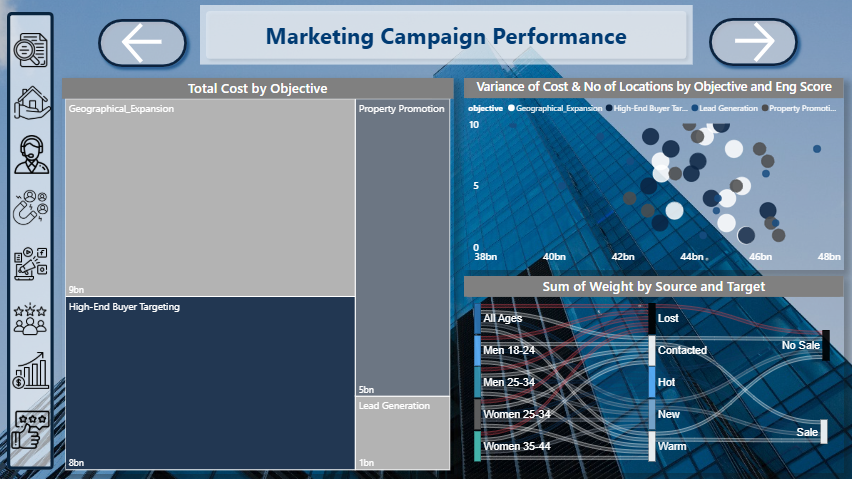 Marketing Campaign Performance
Total Cost by Objective
Geographical_Expansion
9bn
Property Promotion
5bn
High-End Buyer Targeting
8bn
Lead Generation
1bn
Variance of Cost & No of Locations by Objective and Eng Score
objective Geographical_Expansion High-End Buyer Tar... Lead Generation Property Promoti...
10
5
0
38bn 40bn 42bn 44bn 46bn 48bn
Sum of Weight by Source and Target
All Ages
Men 18-24
Men 25-34
Women 25-34
Women 35-44
Lost
Contacted
Hot
New
Warm
No Sale
Sale